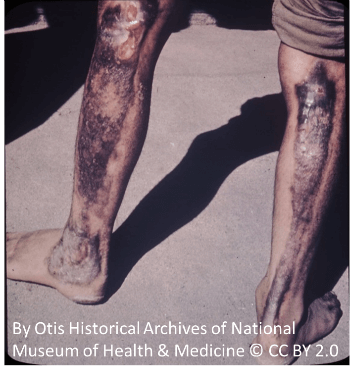 By Otis Historical Archives of National
Museum of Health & Medicine © CC BY 2.0